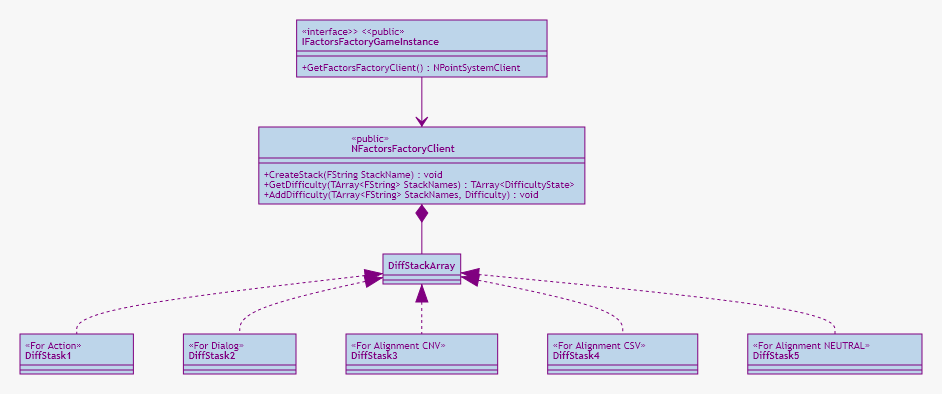 «interface>> <<public»
IFactorsFactoryGameInstance
+GetFactorsFactoryClient() : NPointSystemClient
«public»
NFactorsFactoryClient
+CreateStack(FString StackName) : void
+GetDifficulty(TArray<FString> StackNames) : TArray<DifficultyState>
+AddDifficulty(TArray<FString> StackNames, Difficulty) : void
DiffStackArray
«For Action»
DiffStask1
«For Dialog»
DiffStask2
«For Alignment CNV»
DiffStask3
«For Alignment CSV»
DiffStask4
«For Alignment NEUTRAL»
DiffStask5